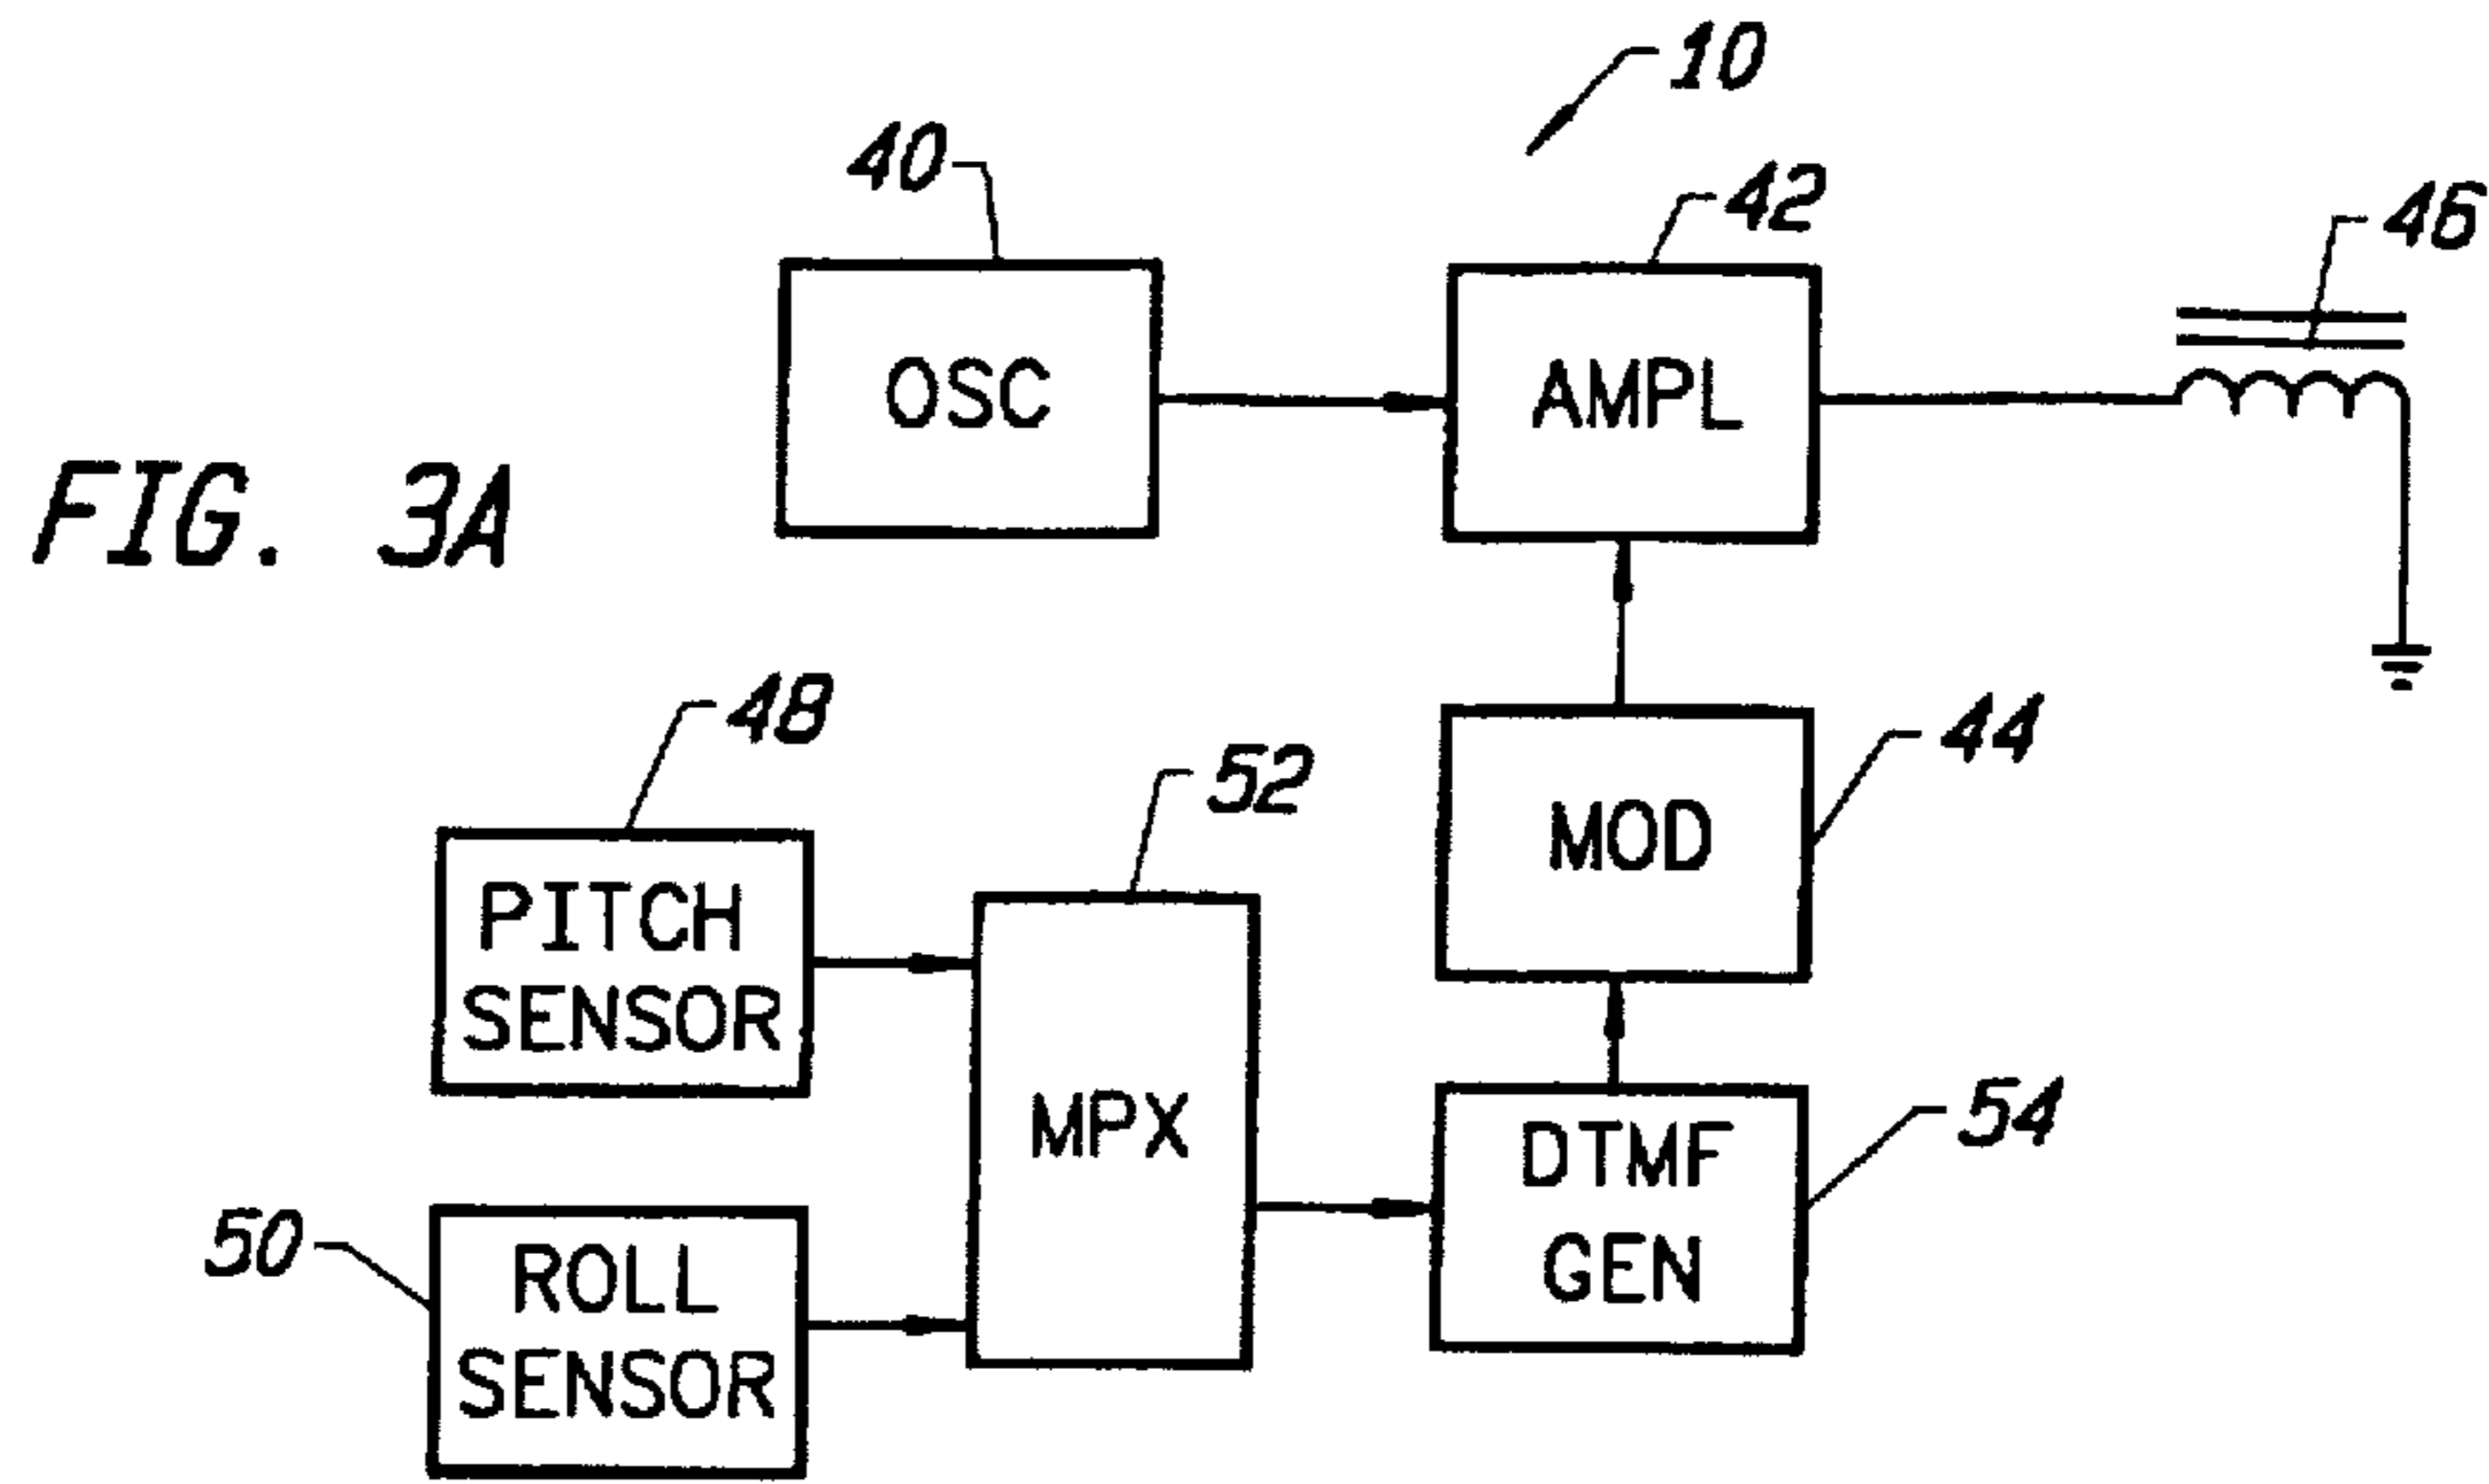 10
40
42
46
OSC
AMPL
FIG. 3A
48
52
44
MOD
PITCH
SENSOR
MPX
54
DTMF
GEN
50
ROLL
SENSOR